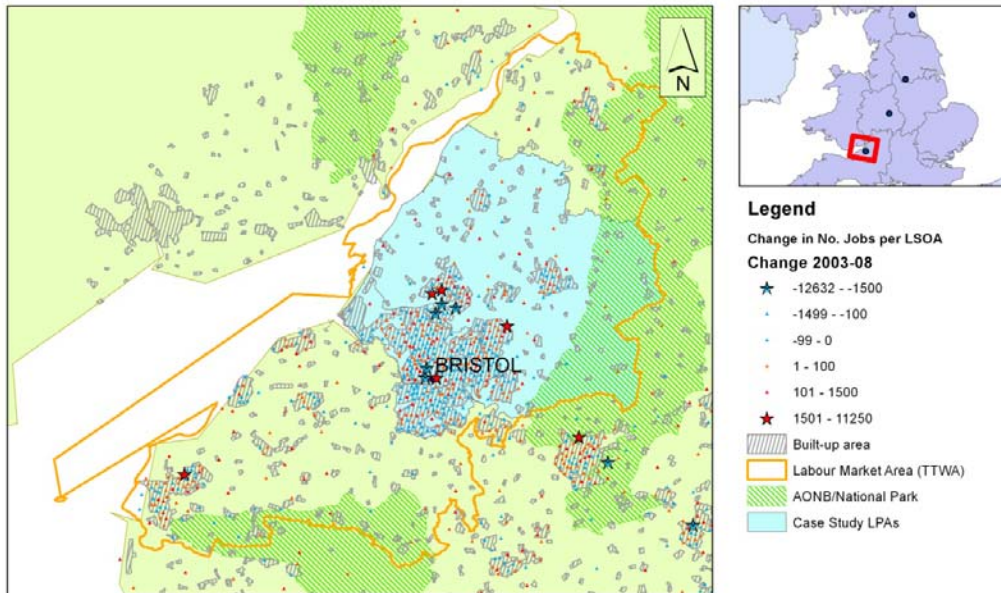 N
BRISTOL
Legend
Change in No. Jobs per LSOA
Change 2003-08
-12632 - -1500
-1499 - -100
-99 - 0
1 - 100
101 - 1500
1501 - 11250
Built-up area
Labour Market Area (TTWA)
AONB/National Park
Case Study LPAs